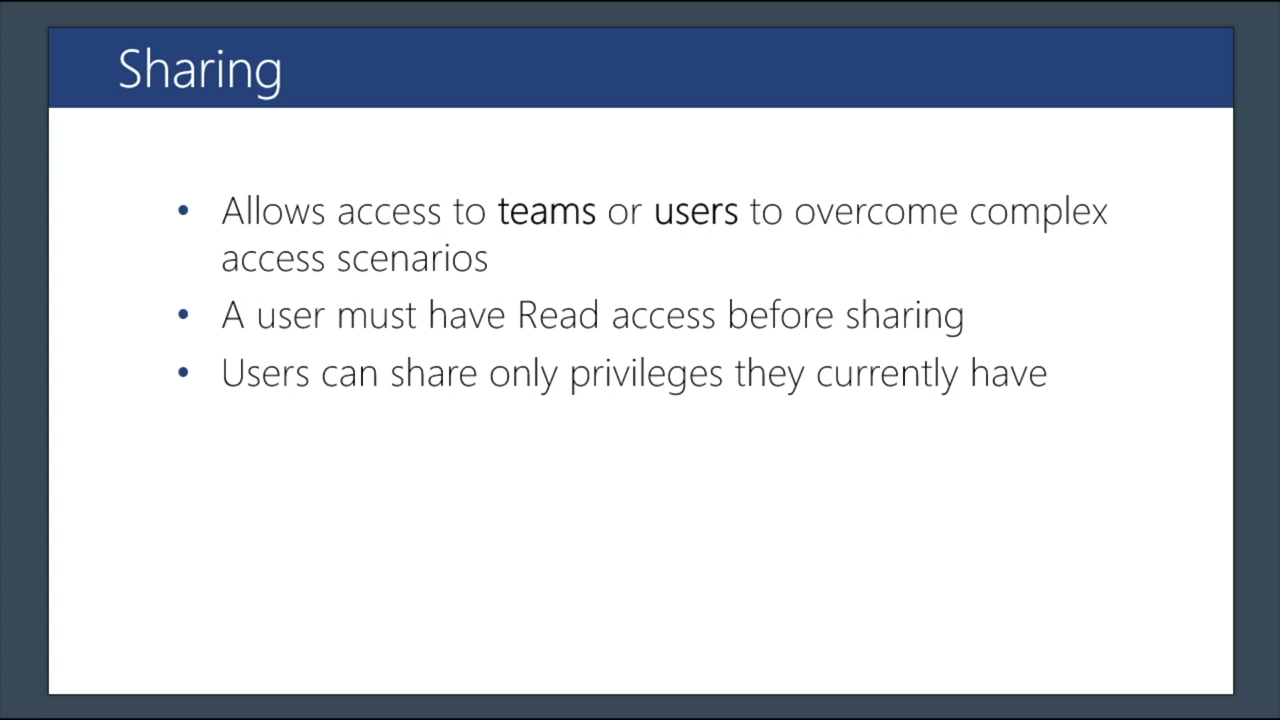 Sharing
• Allows access to teams or users to overcome complex
access scenarios
• A user must have Read access before sharing
• Users can share only privileges they currently have